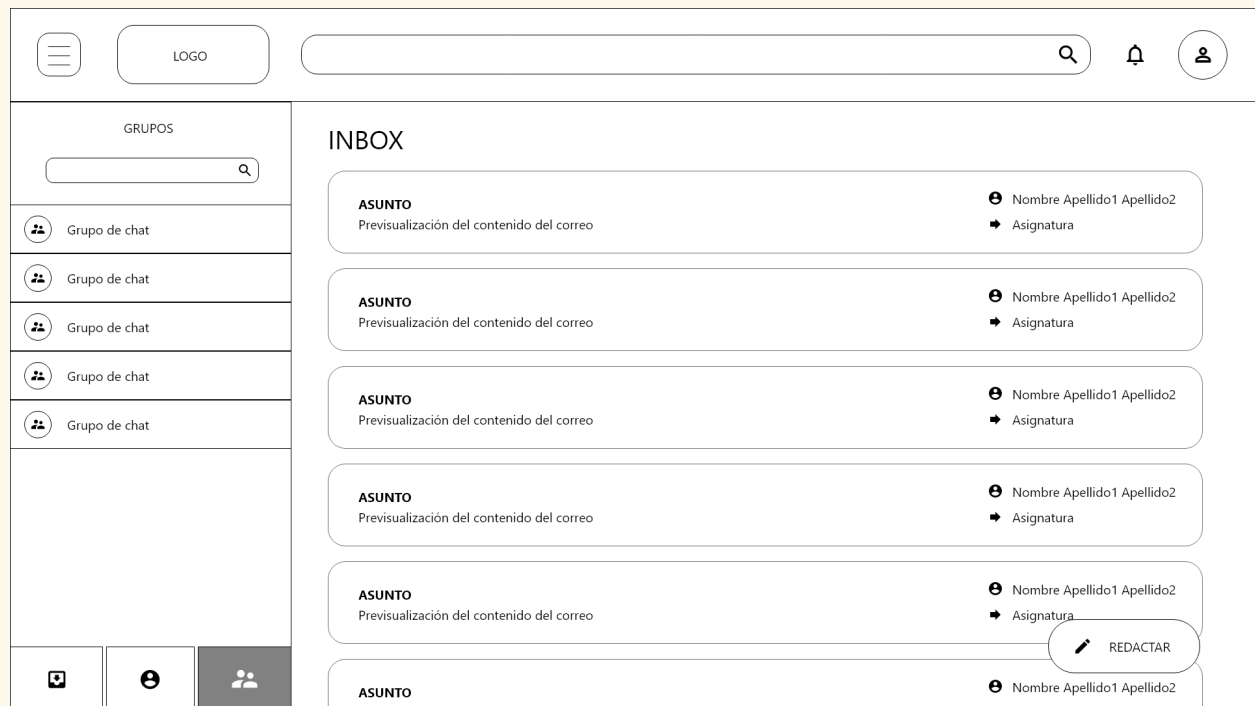 LOGO
GRUPOS
Grupo de chat
Grupo de chat
Grupo de chat
Grupo de chat
Grupo de chat
INBOX
ASUNTO
Previsualización del contenido del correo
Nombre Apellido1 Apellido2
Asignatura
ASUNTO
Previsualización del contenido del correo
Nombre Apellido1 Apellido2
Asignatura
ASUNTO
Previsualización del contenido del correo
Nombre Apellido1 Apellido2
Asignatura
ASUNTO
Previsualización del contenido del correo
Nombre Apellido1 Apellido2
Asignatura
ASUNTO
Previsualización del contenido del correo
Nombre Apellido1 Apellido2
Asignatura
REDACTAR
ASUNTO
Nombre Apellido1 Apellido2